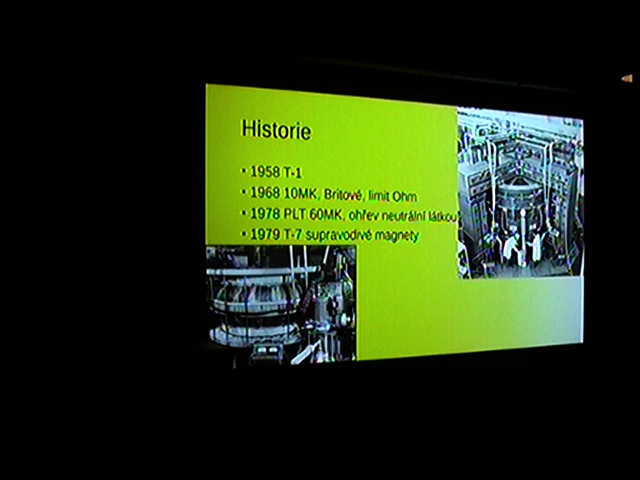 Historie
• 1958 T-1
• 1968 10MK, Britové, limit Ohm
• 1978 PLT 60MK, ohřev neutrální látkou
• 1979 T-7 supravodivé magnety